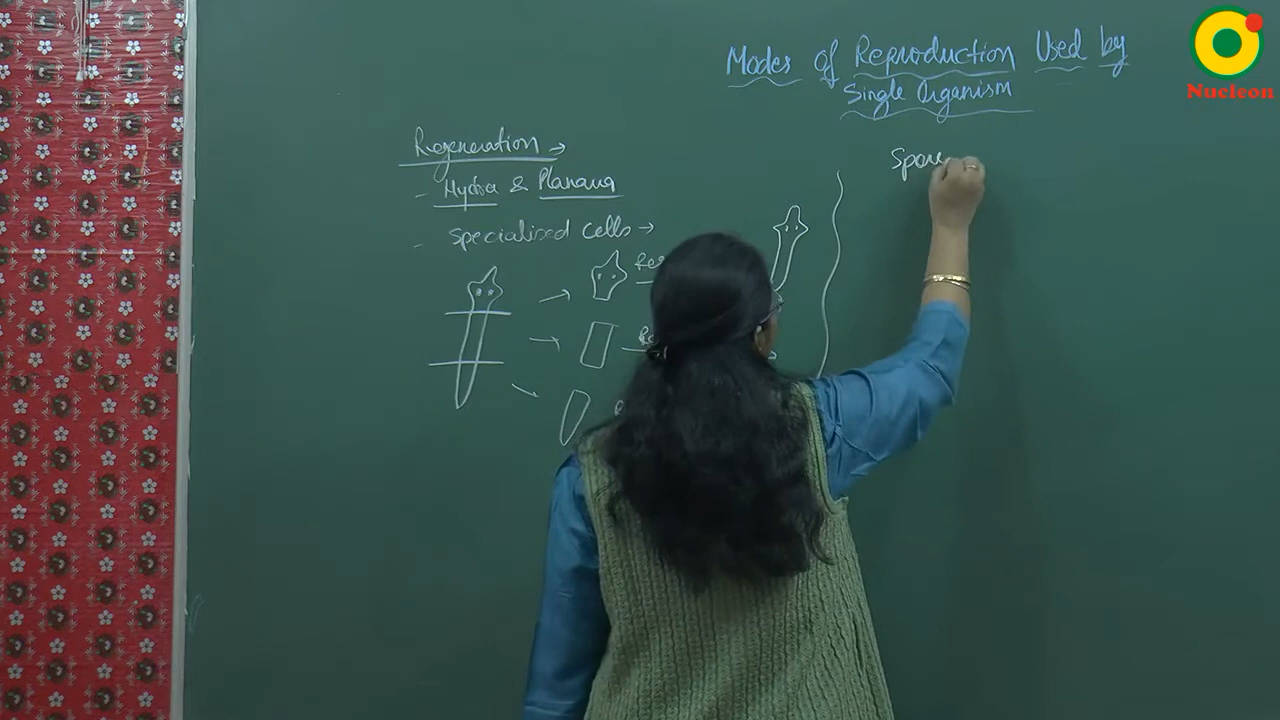 Modes of Reproduction Used by
Single Organism
Nucleon
Regeneration →
- Hydra & Planaria
- Specialised cells →
Spore